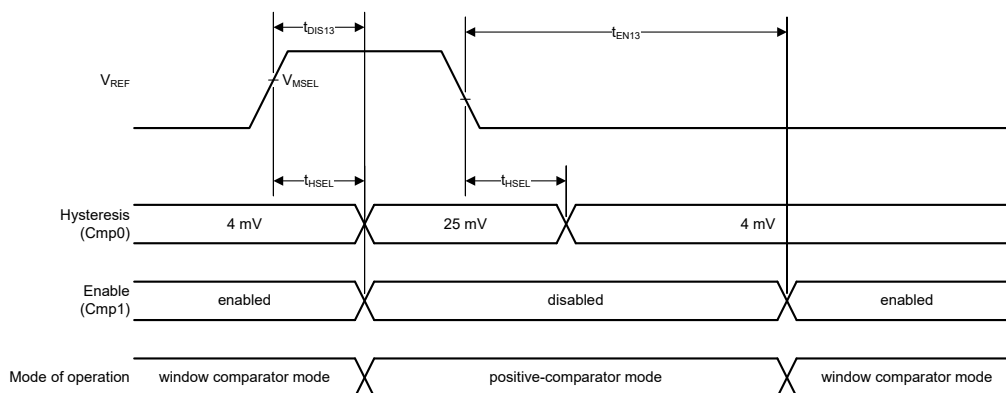 tDIS13
tEN13
VREF
VMSEL
tHSEL
tHSEL
Hysteresis
(Cmp0)
4 mV
25 mV
4 mV
Enable
(Cmp1)
enabled
disabled
enabled
Mode of operation
window comparator mode
positive-comparator mode
window comparator mode